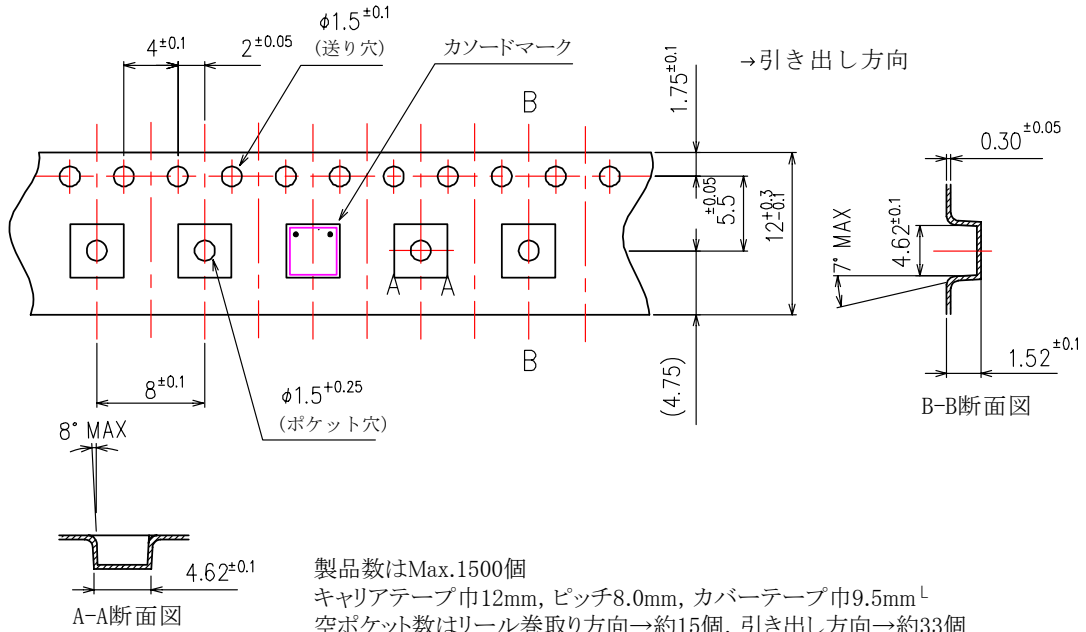 φ1.5±0.1
(送り穴)
4±0.1
2±0.05
カソードマーク
→引き出し方向
1.75±0.1
B
0.30±0.05
5.5±0.05
12+0.3-0.1
7° MAX
4.62±0.1
A A
B
8±0.1
φ1.5+0.25
(ポケット穴)
(4.75)
1.52±0.1
B-B断面図
8° MAX
4.62±0.1
A-A断面図
製品数はMax.1500個
キャリアテープ巾12mm, ピッチ8.0mm, カバーテープ巾9.5mm
空ポケット数はリール巻取り方向→約15個, 引き出し方向→約33個